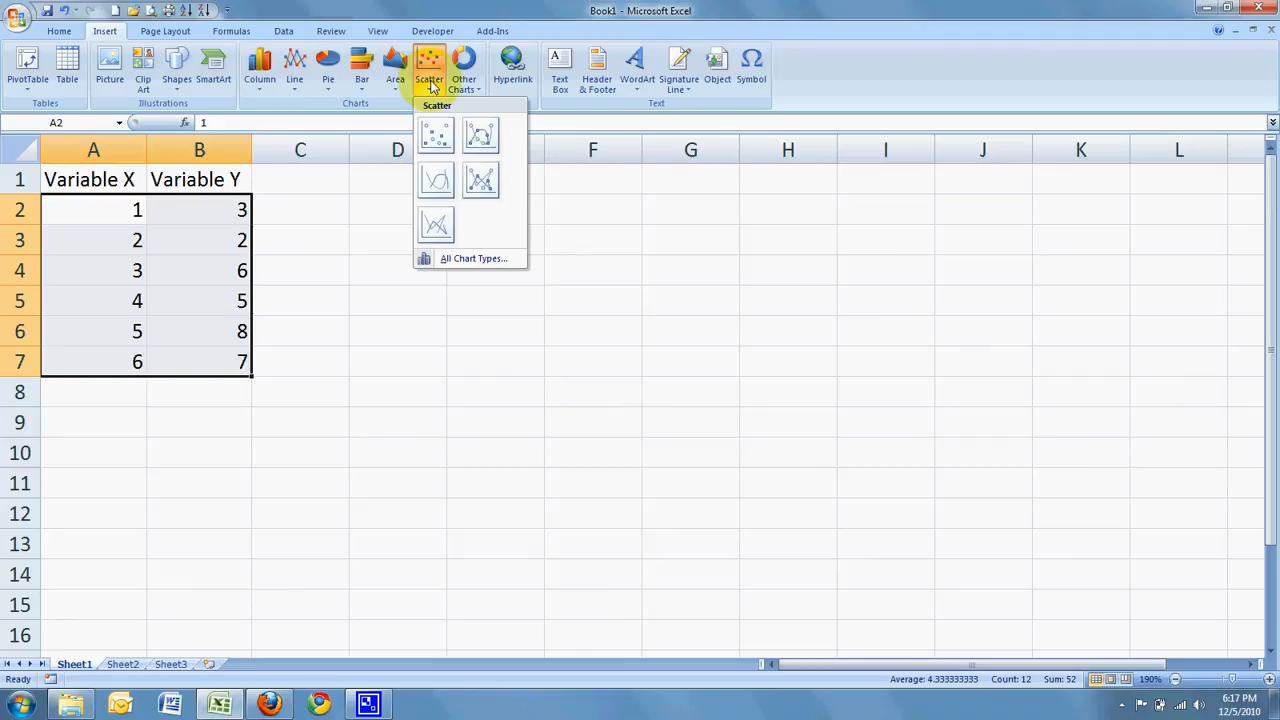 Book1 - Microsoft Excel
Home Insert Page Layout Formulas Data Review View Developer Add-Ins
PivotTable Table Picture Clip Art Shapes SmartArt Column Line Pie Bar Area Scatter Other Charts Hyperlink Text Box Header & Footer WordArt Signature Line Object Symbol
Tables Illustrations Charts Text
Scatter
All Chart Types...
A2 fx 1
A B C D F G H I J K L
1 Variable X Variable Y
2 1 3
3 2 2
4 3 6
5 4 5
6 5 8
7 6 7
8
9
10
11
12
13
14
15
16
Sheet1 Sheet2 Sheet3
Ready Average: 4.333333333 Count: 12 Sum: 52 190%
6:17 PM
12/5/2010